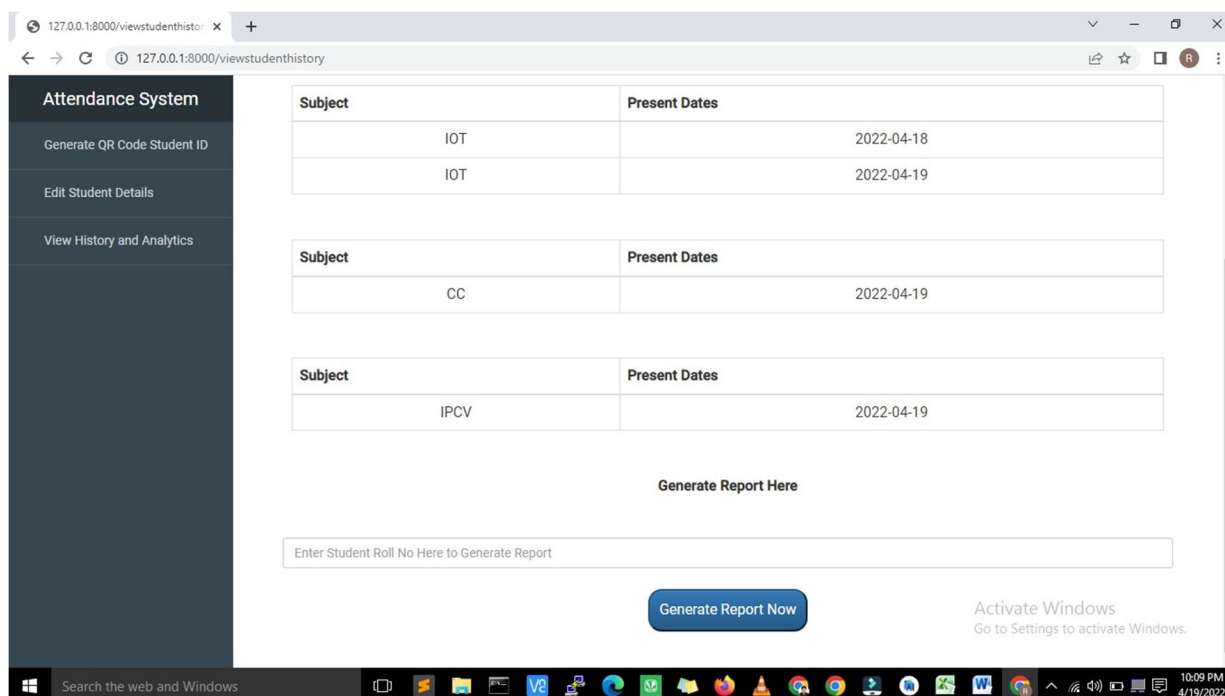 127.0.0.1:8000/viewstudenthistor
127.0.0.1:8000/viewstudenthistory
R
Attendance System
Generate QR Code Student ID
Edit Student Details
View History and Analytics
Subject Present Dates
IOT 2022-04-18
IOT 2022-04-19
Subject Present Dates
CC 2022-04-19
Subject Present Dates
IPCV 2022-04-19
Generate Report Here
Enter Student Roll No Here to Generate Report
Generate Report Now
Activate Windows
Go to Settings to activate Windows.
Search the web and Windows
10:09 PM